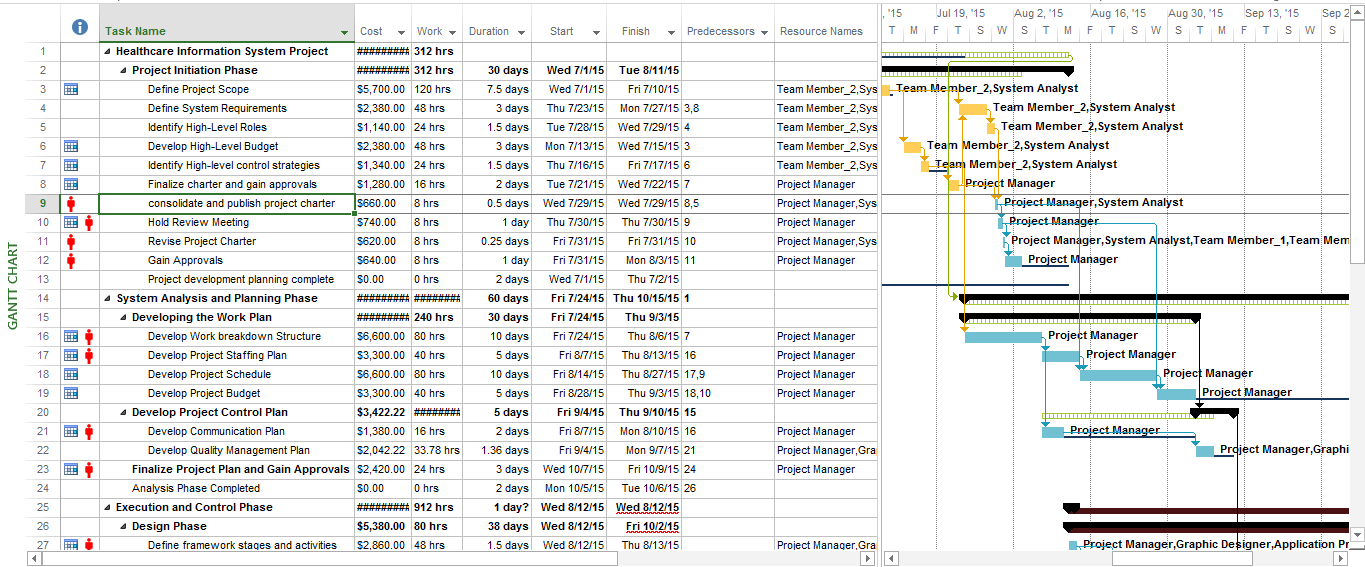 , '15 Jul 19, '15 Aug 2, '15 Aug 16, '15 Aug 30, '15 Sep 13, '15 Sep 2
Task Name Cost Work Duration Start Finish Predecessors Resource Names T M F T S W S T M F T S W S
1 Healthcare Information System Project ######### 312 hrs
2 Project Initiation Phase ######### 312 hrs 30 days Wed 7/1/15 Tue 8/11/15
3 Define Project Scope $5,700.00 120 hrs 7.5 days Wed 7/1/15 Fri 7/10/15 Team Member_2,Sys Team Member_2,System Analyst
4 Define System Requirements $2,380.00 48 hrs 3 days Thu 7/23/15 Mon 7/27/15 3,8 Team Member_2,Sys Team Member_2,System Analyst
5 Identify High-Level Roles $1,140.00 24 hrs 1.5 days Tue 7/28/15 Wed 7/29/15 4 Team Member_2,Sys Team Member_2,System Analyst
6 Develop High-Level Budget $2,380.00 48 hrs 3 days Mon 7/13/15 Wed 7/15/15 3 Team Member_2,Sys Team Member_2,System Analyst
7 Identify High-level control strategies $1,340.00 24 hrs 1.5 days Thu 7/16/15 Fri 7/17/15 6 Team Member_2,Sys Team Member_2,System Analyst
8 Finalize charter and gain approvals $1,280.00 16 hrs 2 days Tue 7/21/15 Wed 7/22/15 7 Project Manager Project Manager
9 consolidate and publish project charter $660.00 8 hrs 0.5 days Wed 7/29/15 Wed 7/29/15 8,5 Project Manager,Sys Project Manager,System Analyst
10 Hold Review Meeting $740.00 8 hrs 1 day Thu 7/30/15 Thu 7/30/15 9 Project Manager Project Manager
11 Revise Project Charter $620.00 8 hrs 0.25 days Fri 7/31/15 Fri 7/31/15 10 Project Manager,Sys Project Manager,System Analyst,Team Member_1,Team Mem
12 Gain Approvals $640.00 8 hrs 1 day Fri 7/31/15 Mon 8/3/15 11 Project Manager Project Manager
13 Project development planning complete $0.00 0 hrs 2 days Wed 7/1/15 Thu 7/2/15
14 System Analysis and Planning Phase ######### ######## 60 days Fri 7/24/15 Thu 10/15/15 1
15 Developing the Work Plan ######### 240 hrs 30 days Fri 7/24/15 Thu 9/3/15
16 Develop Work breakdown Structure $6,600.00 80 hrs 10 days Fri 7/24/15 Thu 8/6/15 7 Project Manager Project Manager
17 Develop Project Staffing Plan $3,300.00 40 hrs 5 days Fri 8/7/15 Thu 8/13/15 16 Project Manager Project Manager
18 Develop Project Schedule $6,600.00 80 hrs 10 days Fri 8/14/15 Thu 8/27/15 17,9 Project Manager Project Manager
19 Develop Project Budget $3,300.00 40 hrs 5 days Fri 8/28/15 Thu 9/3/15 18,10 Project Manager Project Manager
20 Develop Project Control Plan $3,422.22 ######## 5 days Fri 9/4/15 Thu 9/10/15 15
21 Develop Communication Plan $1,380.00 16 hrs 2 days Fri 8/7/15 Mon 8/10/15 16 Project Manager Project Manager
22 Develop Quality Management Plan $2,042.22 33.78 hrs 1.36 days Fri 9/4/15 Mon 9/7/15 21 Project Manager,Gra Project Manager,Graphi
23 Finalize Project Plan and Gain Approvals $2,420.00 24 hrs 3 days Wed 10/7/15 Fri 10/9/15 24 Project Manager
24 Analysis Phase Completed $0.00 0 hrs 2 days Mon 10/5/15 Tue 10/6/15 26
25 Execution and Control Phase ######### 912 hrs 1 day? Wed 8/12/15 Wed 8/12/15
26 Design Phase $5,380.00 80 hrs 38 days Wed 8/12/15 Fri 10/2/15
27 Define framework stages and activities $2,860.00 48 hrs 1.5 days Wed 8/12/15 Thu 8/13/15 Project Manager,Gra Project Manager,Graphic Designer,Application Pr
GANTT CHART